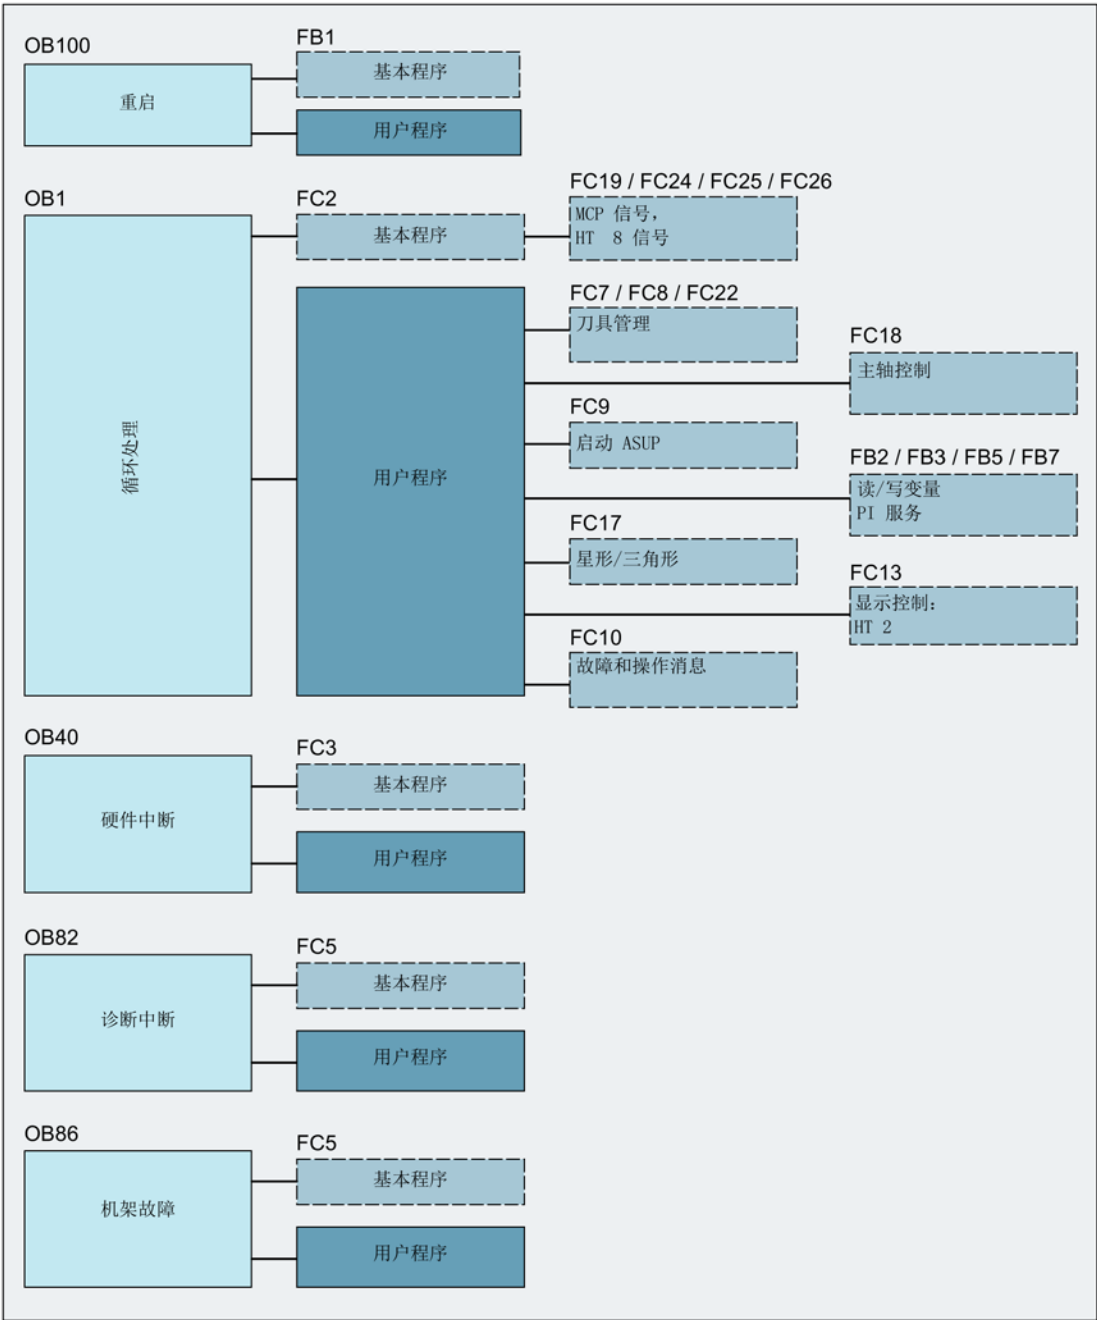 OB100
FB1
基本程序
重启
用户程序
OB1
FC2
基本程序
FC19 / FC24 / FC25 / FC26
MCP 信号，
HT 8 信号
FC7 / FC8 / FC22
刀具管理
FC18
主轴控制
FC9
启动 ASUP
循环处理
用户程序
FB2 / FB3 / FB5 / FB7
读/写变量
PI 服务
FC17
星形/三角形
FC13
显示控制：
HT 2
FC10
故障和操作消息
OB40
FC3
基本程序
硬件中断
用户程序
OB82
FC5
基本程序
诊断中断
用户程序
OB86
FC5
基本程序
机架故障
用户程序